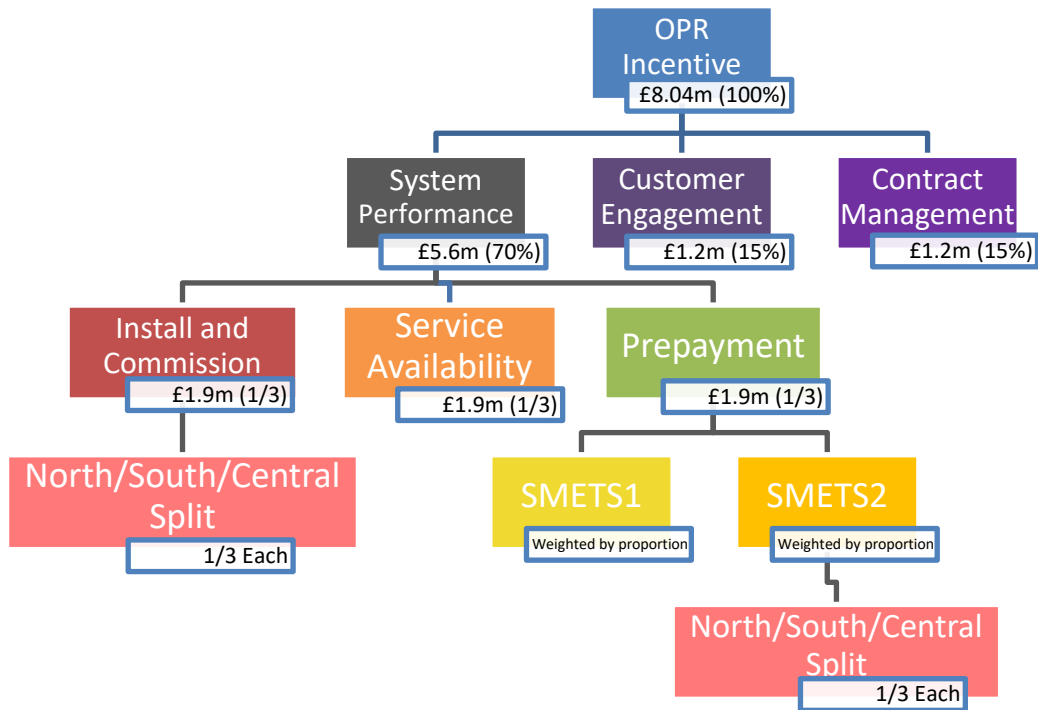 OPR
Incentive
£8.04m (100%)
System
Performance
£5.6m (70%)
Customer
Engagement
£1.2m (15%)
Contract
Management
£1.2m (15%)
Install and
Commission
£1.9m (1/3)
Service
Availability
£1.9m (1/3)
Prepayment
£1.9m (1/3)
North/South/Central
Split
1/3 Each
SMETS1
Weighted by proportion
SMETS2
Weighted by proportion
North/South/Central
Split
1/3 Each